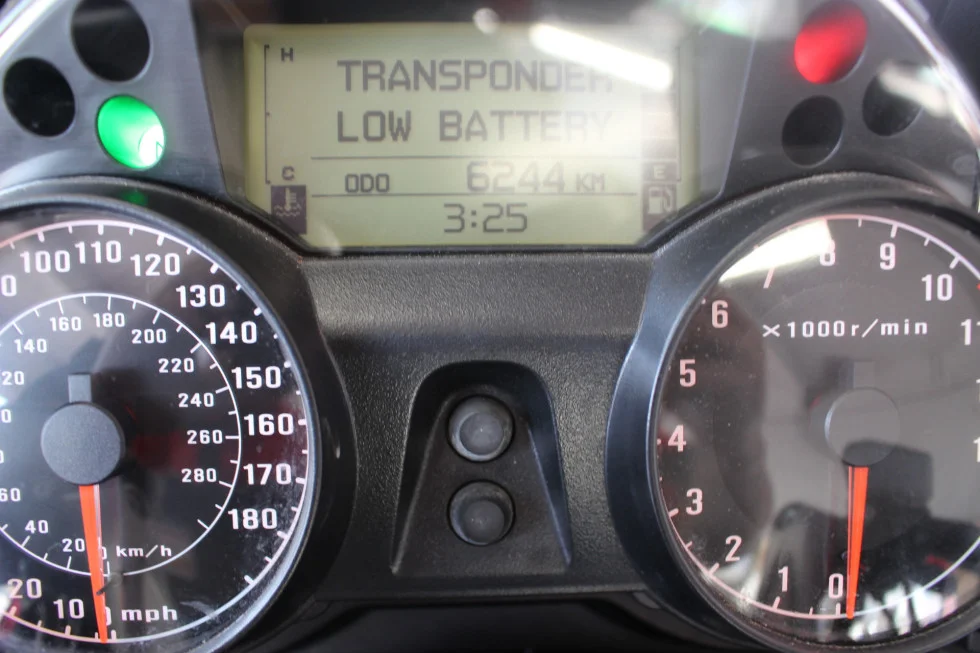 H
TRANSPONDER
LOW BATTERY
C
ODO 6244 KM
E
3:25
100 110 120 130 140 150 160 170 180
140 160 180 200 220 240 260 280
40
20
km/h
20 10 0 mph
0 1 2 3 4 5 6 7 8 9 10
×1000r/min